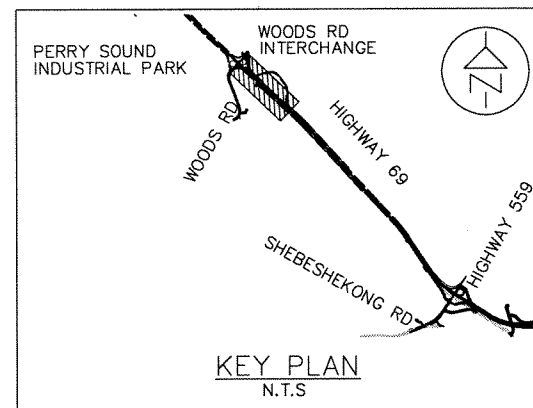 WOODS RD
INTERCHANGE
PERRY SOUND
INDUSTRIAL PARK
N
WOODS RD
HIGHWAY 69
HIGHWAY 559
SHEBESHEKONG RD
KEY PLAN
N.T.S